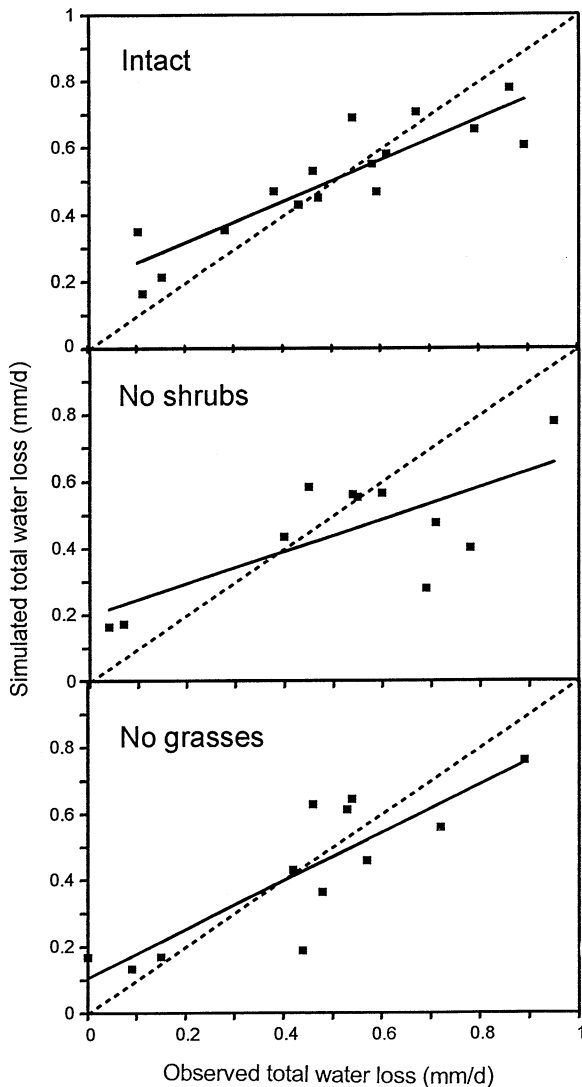 1
Intact
0.8
0.6
0.4
0.2
0
No shrubs
0.8
0.6
0.4
0.2
0
No grasses
0.8
0.6
0.4
0.2
0
0 0.2 0.4 0.6 0.8 1
Observed total water loss (mm/d)
Simulated total water loss (mm/d)